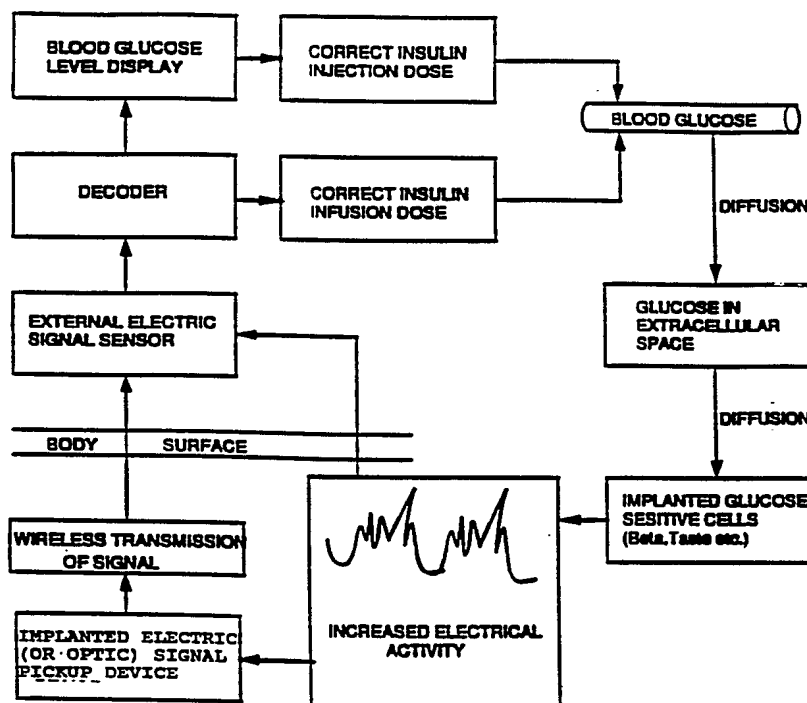 BLOOD GLUCOSE
LEVEL DISPLAY
CORRECT INSULIN
INJECTION DOSE
BLOOD GLUCOSE
DECODER
CORRECT INSULIN
INFUSION DOSE
DIFFUSION
EXTERNAL ELECTRIC
SIGNAL SENSOR
GLUCOSE IN
EXTRACELLULAR
SPACE
DIFFUSION
BODY SURFACE
IMPLANTED GLUCOSE
SESITIVE CELLS
(Beta,Taste etc.)
WIRELESS TRANSMISSION
OF SIGNAL
INCREASED ELECTRICAL
ACTIVITY
IMPLANTED ELECTRIC
(OR OPTIC) SIGNAL
PICKUP DEVICE